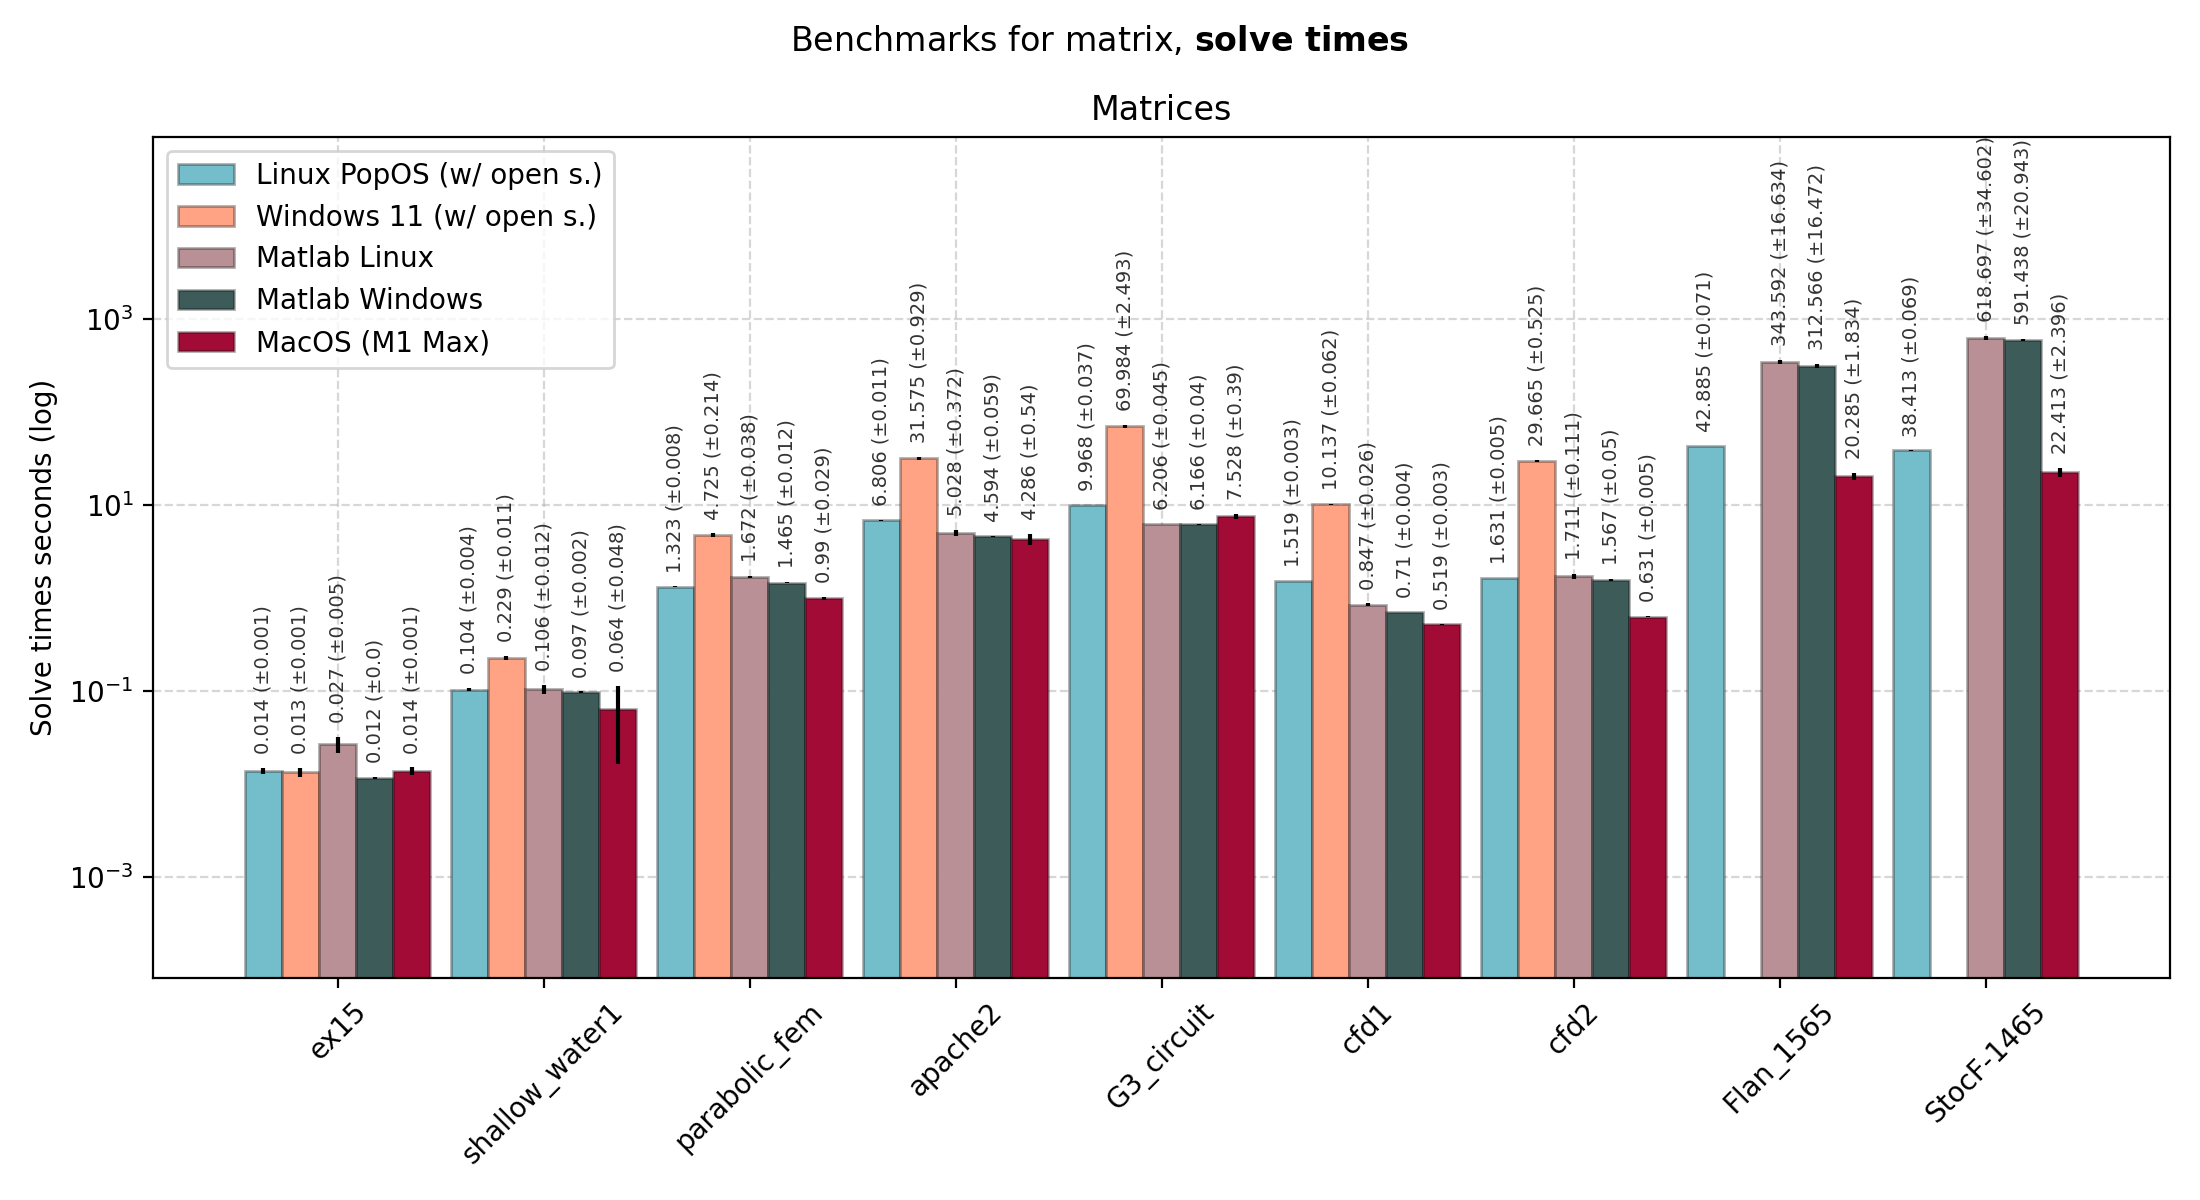 Benchmarks for matrix, solve times
Matrices
Linux PopOS (w/ open s.)
Windows 11 (w/ open s.)
Matlab Linux
Matlab Windows
MacOS (M1 Max)
Solve times seconds (log)
10³
10¹
10⁻¹
10⁻³
0.014 (±0.001)
0.013 (±0.001)
0.027 (±0.005)
0.012 (±0.0)
0.014 (±0.001)
0.104 (±0.004)
0.229 (±0.011)
0.106 (±0.012)
0.097 (±0.002)
0.064 (±0.048)
1.323 (±0.008)
4.725 (±0.214)
1.672 (±0.038)
1.465 (±0.012)
0.99 (±0.029)
6.806 (±0.011)
31.575 (±0.929)
5.028 (±0.372)
4.594 (±0.059)
4.286 (±0.54)
9.968 (±0.037)
69.984 (±2.493)
6.206 (±0.045)
6.166 (±0.04)
7.528 (±0.39)
1.519 (±0.003)
10.137 (±0.062)
0.847 (±0.026)
0.71 (±0.004)
0.519 (±0.003)
1.631 (±0.005)
29.665 (±0.525)
1.711 (±0.111)
1.567 (±0.05)
0.631 (±0.005)
42.885 (±0.071)
343.592 (±16.634)
312.566 (±16.472)
20.285 (±1.834)
38.413 (±0.069)
618.697 (±34.602)
591.438 (±20.943)
22.413 (±2.396)
ex15
shallow_water1
parabolic_fem
apache2
G3_circuit
cfd1
cfd2
Flan_1565
StocF-1465